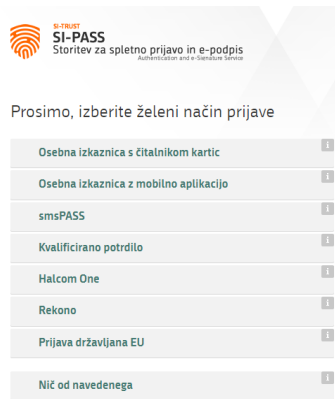 SI-TRUST
SI-PASS
Storitev za spletno prijavo in e-podpis
Authentication and e-Signature Service
Prosimo, izberite želeni način prijave
Osebna izkaznica s čitalnikom kartic
i
Osebna izkaznica z mobilno aplikacijo
i
smsPASS
i
Kvalificirano potrdilo
i
Halcom One
i
Rekono
i
Prijava državljana EU
i
Nič od navedenega
i